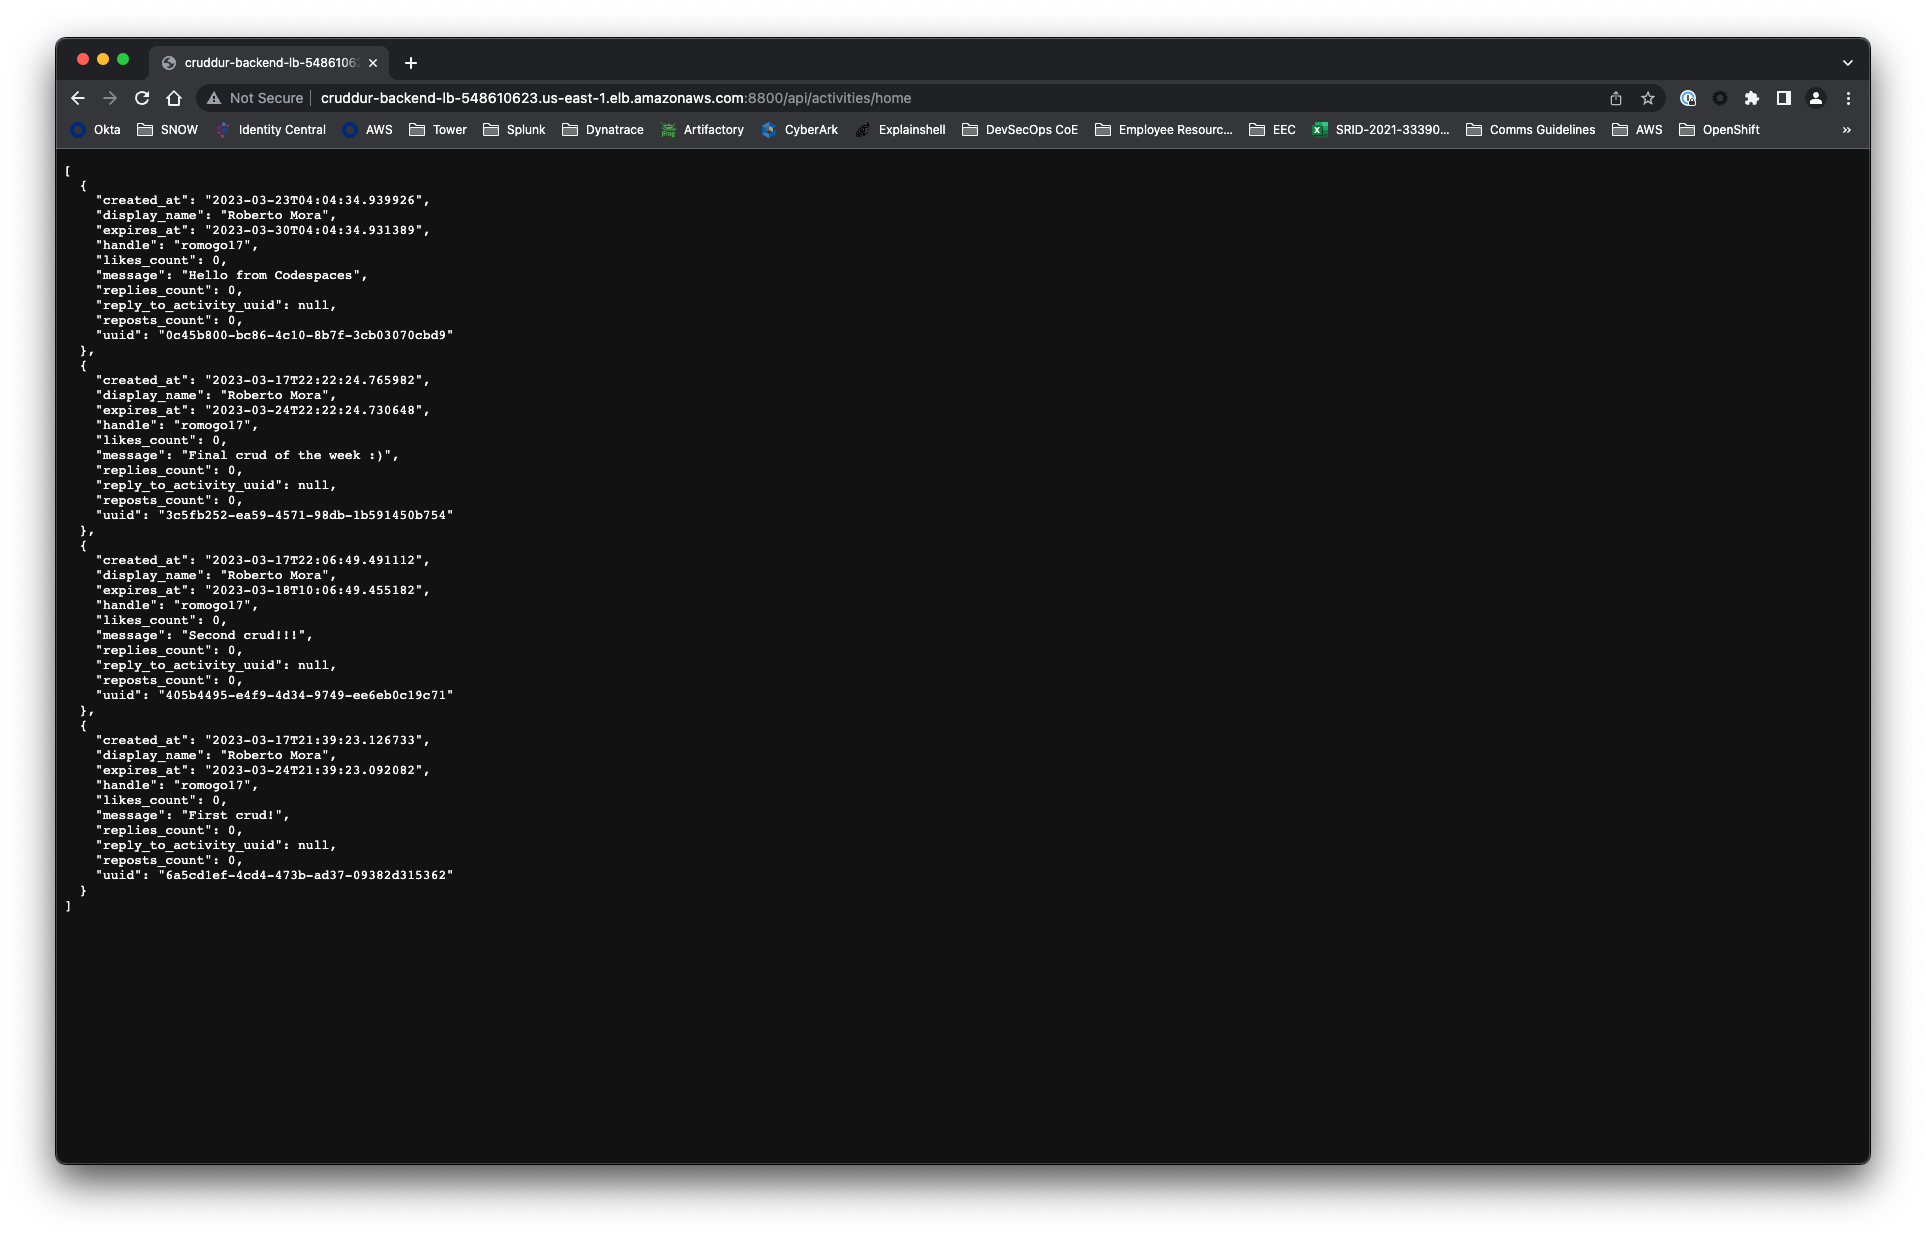 cruddur-backend-lb-5486106
Not Secure | cruddur-backend-lb-548610623.us-east-1.elb.amazonaws.com:8800/api/activities/home
Okta SNOW Identity Central AWS Tower Splunk Dynatrace Artifactory CyberArk Explainshell DevSecOps CoE Employee Resourc... EEC SRID-2021-33390... Comms Guidelines AWS OpenShift »
[
{
"created_at": "2023-03-23T04:04:34.939926",
"display_name": "Roberto Mora",
"expires_at": "2023-03-30T04:04:34.931389",
"handle": "romogo17",
"likes_count": 0,
"message": "Hello from Codespaces",
"replies_count": 0,
"reply_to_activity_uuid": null,
"reposts_count": 0,
"uuid": "0c45b800-bc86-4c10-8b7f-3cb03070cbd9"
},
{
"created_at": "2023-03-17T22:22:24.765982",
"display_name": "Roberto Mora",
"expires_at": "2023-03-24T22:22:24.730648",
"handle": "romogo17",
"likes_count": 0,
"message": "Final crud of the week :)",
"replies_count": 0,
"reply_to_activity_uuid": null,
"reposts_count": 0,
"uuid": "3c5fb252-ea59-4571-98db-1b591450b754"
},
{
"created_at": "2023-03-17T22:06:49.491112",
"display_name": "Roberto Mora",
"expires_at": "2023-03-18T10:06:49.455182",
"handle": "romogo17",
"likes_count": 0,
"message": "Second crud!!!",
"replies_count": 0,
"reply_to_activity_uuid": null,
"reposts_count": 0,
"uuid": "405b4495-e4f9-4d34-9749-ee6eb0c19c71"
},
{
"created_at": "2023-03-17T21:39:23.126733",
"display_name": "Roberto Mora",
"expires_at": "2023-03-24T21:39:23.092082",
"handle": "romogo17",
"likes_count": 0,
"message": "First crud!",
"replies_count": 0,
"reply_to_activity_uuid": null,
"reposts_count": 0,
"uuid": "6a5cd1ef-4cd4-473b-ad37-09382d315362"
}
]